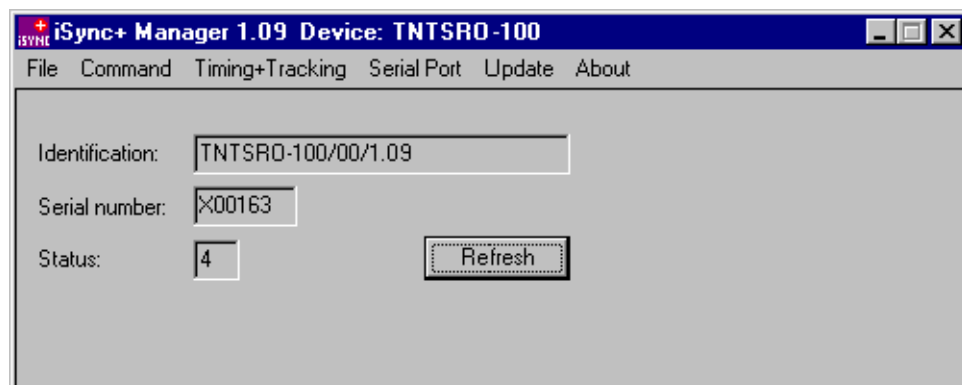 iSYNC iSync+ Manager 1.09 Device: TNTSRO-100
File Command Timing+Tracking Serial Port Update About
Identification: TNTSRO-100/00/1.09
Serial number: X00163
Status: 4 Refresh